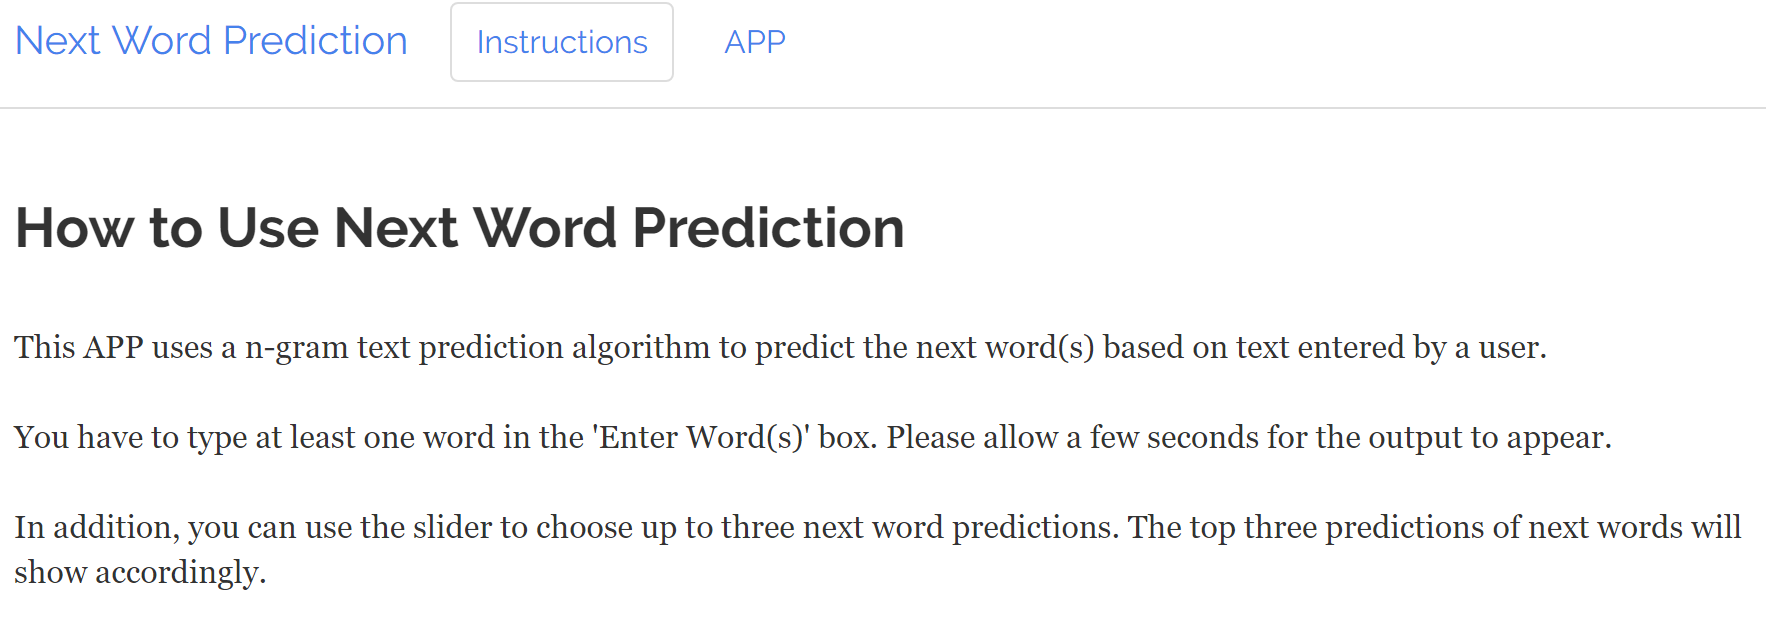 Next Word Prediction Instructions APP
How to Use Next Word Prediction
This APP uses a n-gram text prediction algorithm to predict the next word(s) based on text entered by a user.
You have to type at least one word in the 'Enter Word(s)' box. Please allow a few seconds for the output to appear.
In addition, you can use the slider to choose up to three next word predictions. The top three predictions of next words will
show accordingly.